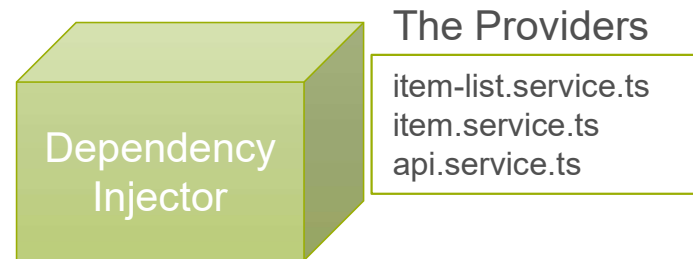 The Providers
item-list.service.ts
item.service.ts
api.service.ts
Dependency
Injector